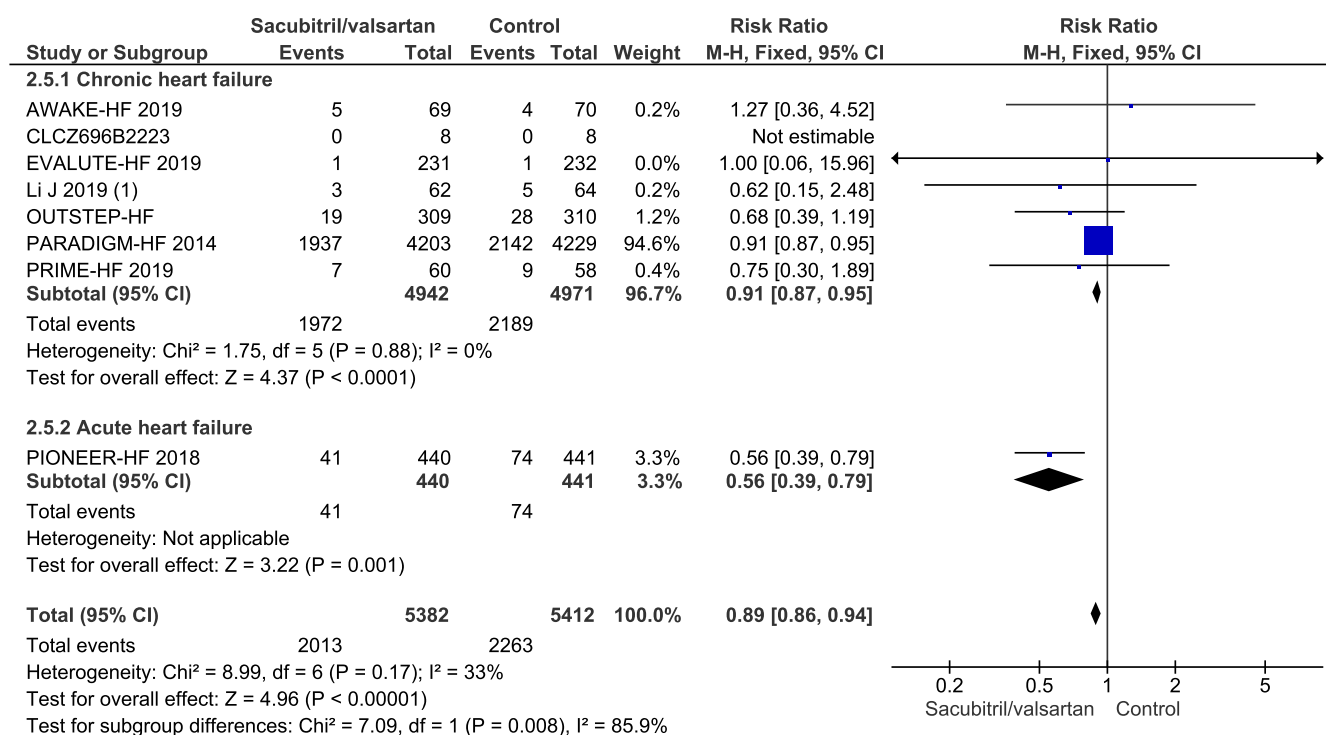 Sacubitril/valsartan Control Risk Ratio Risk Ratio
Study or Subgroup Events Total Events Total Weight M-H, Fixed, 95% CI M-H, Fixed, 95% CI
2.5.1 Chronic heart failure
AWAKE-HF 2019 5 69 4 70 0.2% 1.27 [0.36, 4.52]
CLCZ696B2223 0 8 0 8 Not estimable
EVALUTE-HF 2019 1 231 1 232 0.0% 1.00 [0.06, 15.96]
Li J 2019 (1) 3 62 5 64 0.2% 0.62 [0.15, 2.48]
OUTSTEP-HF 19 309 28 310 1.2% 0.68 [0.39, 1.19]
PARADIGM-HF 2014 1937 4203 2142 4229 94.6% 0.91 [0.87, 0.95]
PRIME-HF 2019 7 60 9 58 0.4% 0.75 [0.30, 1.89]
Subtotal (95% CI) 4942 4971 96.7% 0.91 [0.87, 0.95]
Total events 1972 2189
Heterogeneity: Chi² = 1.75, df = 5 (P = 0.88); I² = 0%
Test for overall effect: Z = 4.37 (P < 0.0001)
2.5.2 Acute heart failure
PIONEER-HF 2018 41 440 74 441 3.3% 0.56 [0.39, 0.79]
Subtotal (95% CI) 440 441 3.3% 0.56 [0.39, 0.79]
Total events 41 74
Heterogeneity: Not applicable
Test for overall effect: Z = 3.22 (P = 0.001)
Total (95% CI) 5382 5412 100.0% 0.89 [0.86, 0.94]
Total events 2013 2263
Heterogeneity: Chi² = 8.99, df = 6 (P = 0.17); I² = 33%
Test for overall effect: Z = 4.96 (P < 0.00001)
Test for subgroup differences: Chi² = 7.09, df = 1 (P = 0.008), I² = 85.9%
0.2 0.5 1 2 5
Sacubitril/valsartan Control